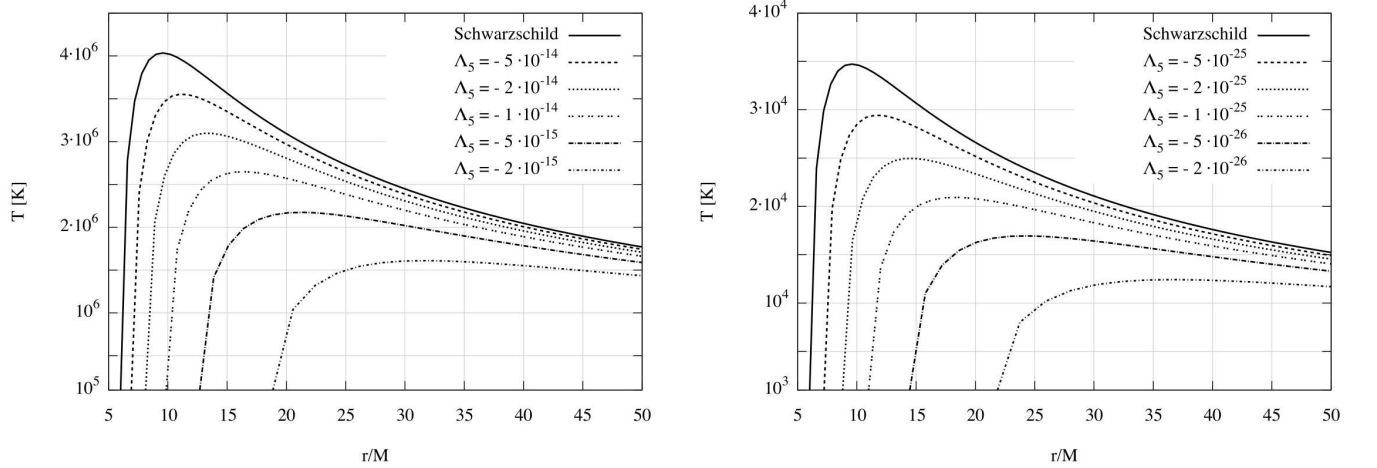 4·10⁶
3·10⁶
2·10⁶
10⁶
10⁵
T [K]
Schwarzschild
Λ₅ = - 5 ·10⁻¹⁴
Λ₅ = - 2 ·10⁻¹⁴
Λ₅ = - 1 ·10⁻¹⁴
Λ₅ = - 5 ·10⁻¹⁵
Λ₅ = - 2 ·10⁻¹⁵
5 10 15 20 25 30 35 40 45 50
r/M
4·10⁴
3·10⁴
2·10⁴
10⁴
10³
T [K]
Schwarzschild
Λ₅ = - 5 ·10⁻²⁵
Λ₅ = - 2 ·10⁻²⁵
Λ₅ = - 1 ·10⁻²⁵
Λ₅ = - 5 ·10⁻²⁶
Λ₅ = - 2 ·10⁻²⁶
5 10 15 20 25 30 35 40 45 50
r/M